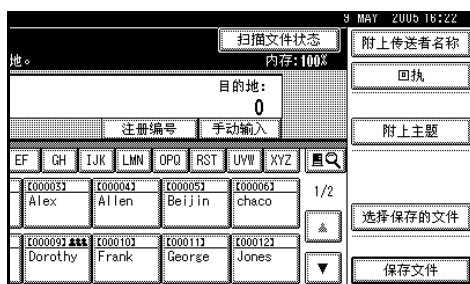 9 MAY 2005 16:22
扫描文件状态
附上传送者名称
地。
内存:100%
回执
目的地:
0
注册编号
手动输入
附上主题
EF GH IJK LMN OPQ RST UVW XYZ
[00003] [00004] [00005] [00006]
Alex Allen Beijin chaco
1/2
选择保存的文件
[00009] [00010] [00011] [00012]
Dorothy Frank George Jones
保存文件